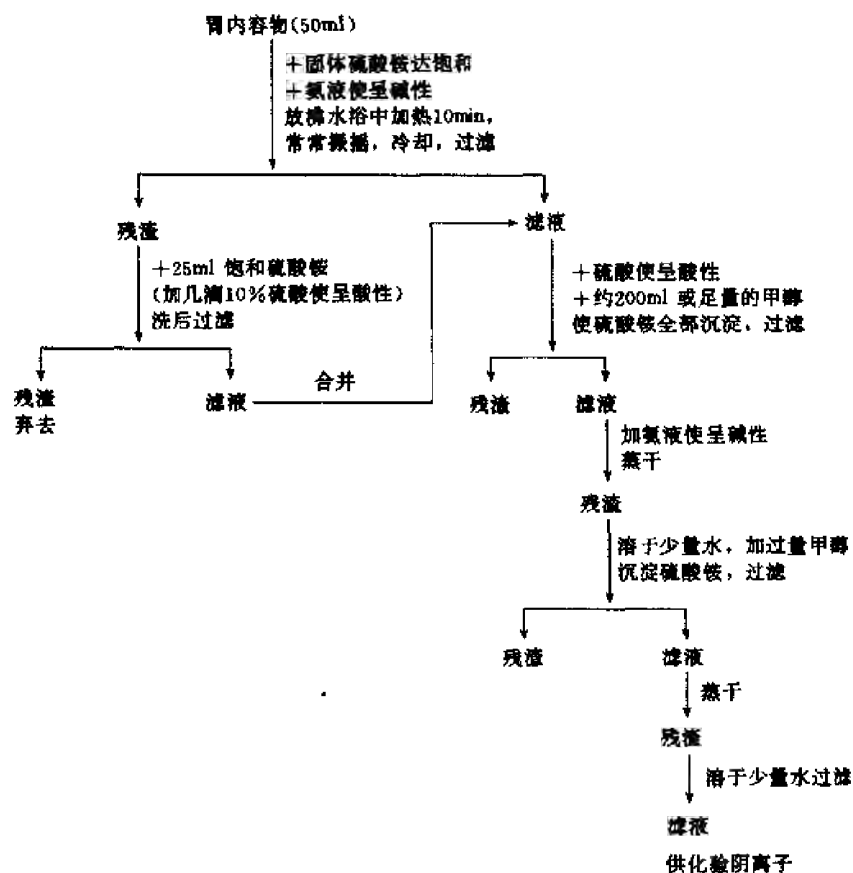 胃内容物(50ml)
+固体硫酸铵达饱和
+氨液使呈碱性
放沸水浴中加热10min，
常常振摇，冷却，过滤
残渣
滤液
+25ml 饱和硫酸铵
(加几滴10%硫酸使呈酸性)
洗后过滤
+硫酸使呈酸性
+约200ml 或足量的甲醇
使硫酸铵全部沉淀，过滤
残渣
弃去
滤液
合并
残渣
滤液
加氨液使呈碱性
蒸干
残渣
溶于少量水，加过量甲醇
沉淀硫酸铵，过滤
残渣
滤液
蒸干
残渣
溶于少量水过滤
滤液
供化验阴离子